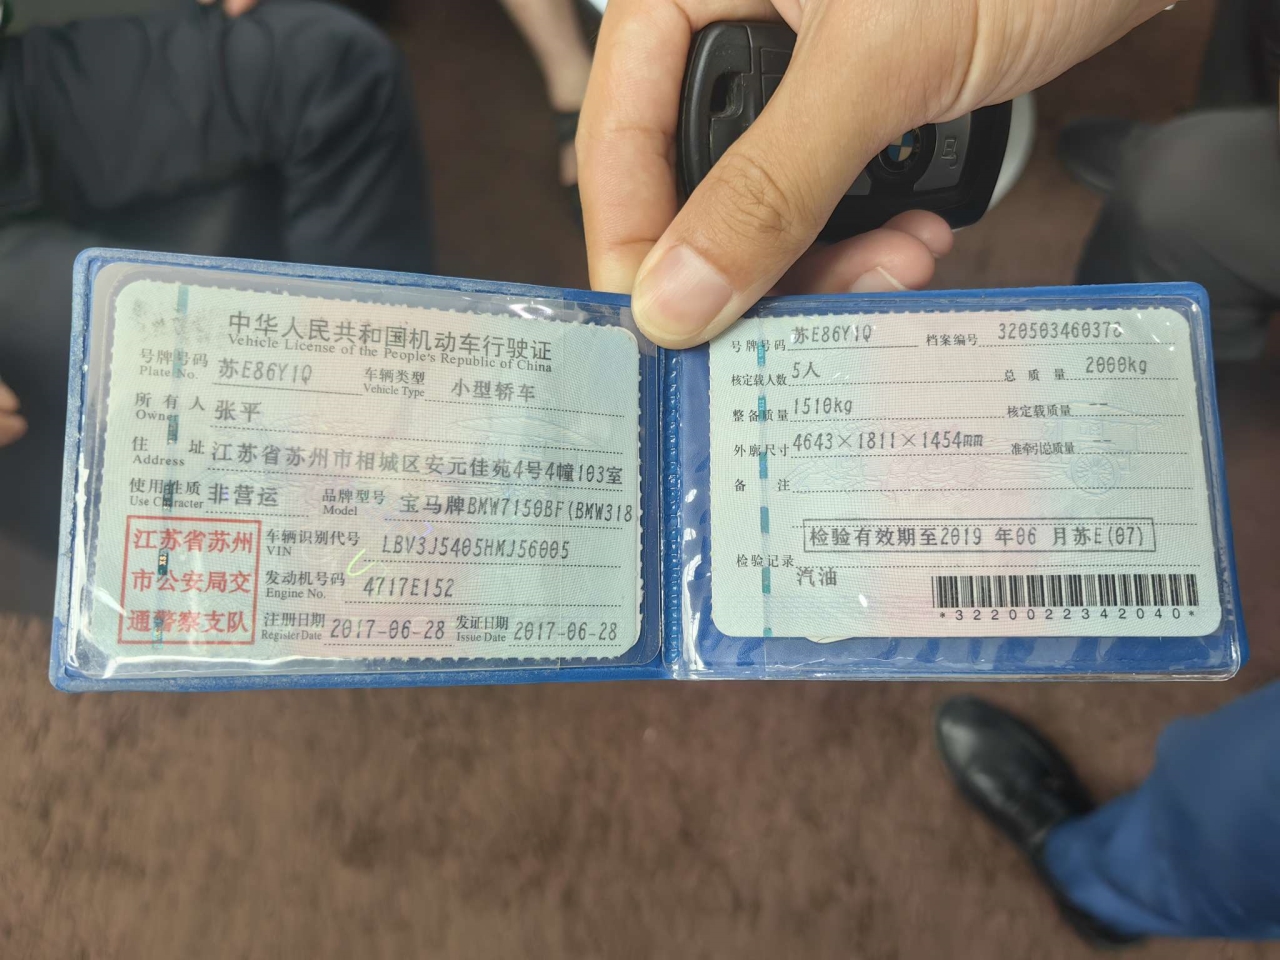 中华人民共和国机动车行驶证
Vehicle License of the People's Republic of China
号牌号码 苏E86Y1Q 车辆类型 小型轿车
Plate No. Vehicle Type
所有人 张平
Owner
住址 江苏省苏州市相城区安元佳苑4号4幢103室
Address
使用性质 非营运 品牌型号 宝马牌BMW7150BF(BMW318
Use Character Model
江苏省苏州
市公安局交
通警察支队
车辆识别代号 LBV3J5405HMJ56005
VIN
发动机号码 4717E152
Engine No.
注册日期 2017-06-28 发证日期 2017-06-28
Register Date Issue Date
号牌号码 苏E86Y1Q 档案编号 320503460378
核定载人数 5人 总质量 2000kg
整备质量 1510kg 核定载质量 --
外廓尺寸 4643×1811×1454mm 准牵引总质量 --
备注
检验有效期至2019 年06 月苏E(07)
检验记录
汽油
*3220022342040*